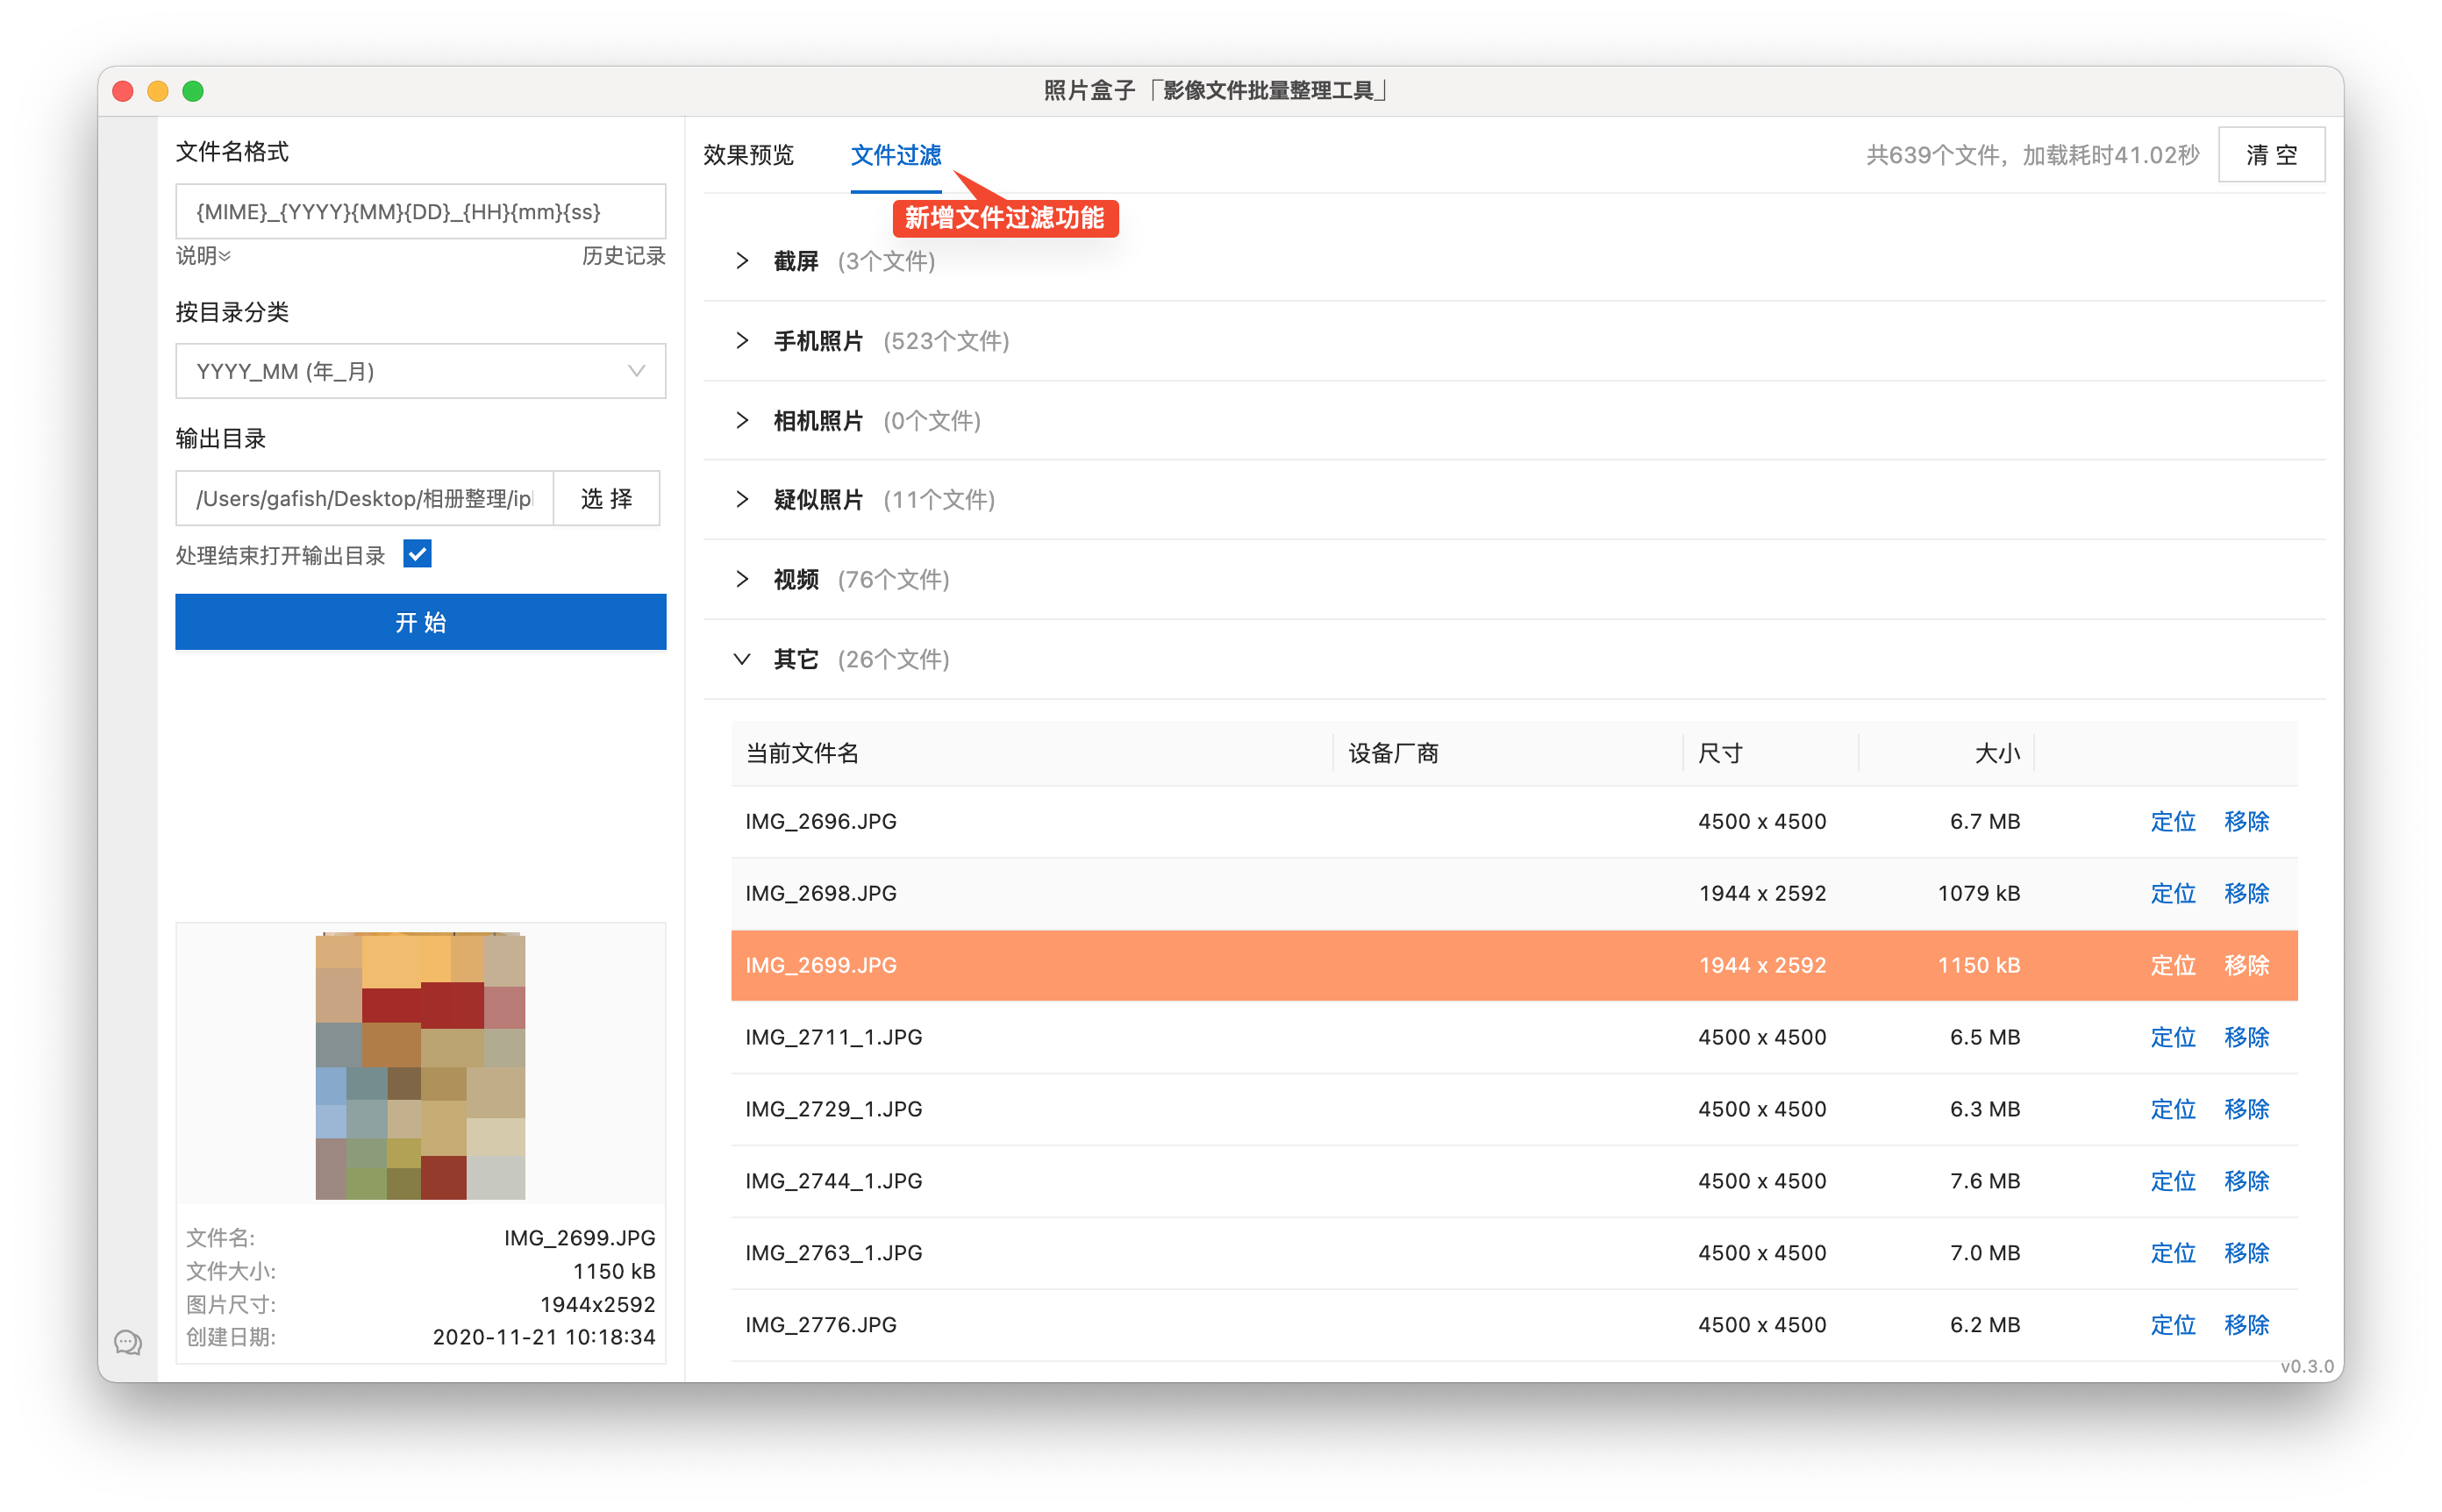 照片盒子「影像文件批量整理工具」
文件名格式
{MIME}_{YYYY}{MM}{DD}_{HH}{mm}{ss}
说明
历史记录
按目录分类
YYYY_MM (年_月)
输出目录
/Users/gafish/Desktop/相册整理/ip
选 择
处理结束打开输出目录
开 始
文件名: IMG_2699.JPG
文件大小: 1150 kB
图片尺寸: 1944x2592
创建日期: 2020-11-21 10:18:34
效果预览
文件过滤
共639个文件，加载耗时41.02秒
清 空
新增文件过滤功能
截屏 (3个文件)
手机照片 (523个文件)
相机照片 (0个文件)
疑似照片 (11个文件)
视频 (76个文件)
其它 (26个文件)
当前文件名 设备厂商 尺寸 大小
IMG_2696.JPG 4500 x 4500 6.7 MB 定位 移除
IMG_2698.JPG 1944 x 2592 1079 kB 定位 移除
IMG_2699.JPG 1944 x 2592 1150 kB 定位 移除
IMG_2711_1.JPG 4500 x 4500 6.5 MB 定位 移除
IMG_2729_1.JPG 4500 x 4500 6.3 MB 定位 移除
IMG_2744_1.JPG 4500 x 4500 7.6 MB 定位 移除
IMG_2763_1.JPG 4500 x 4500 7.0 MB 定位 移除
IMG_2776.JPG 4500 x 4500 6.2 MB 定位 移除
v0.3.0